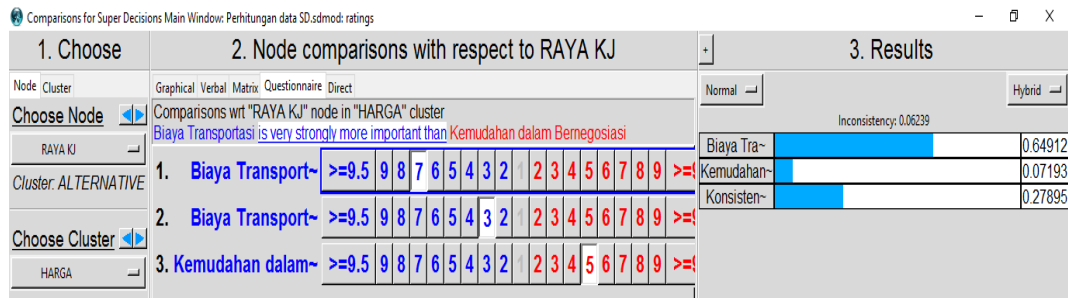 Comparisons for Super Decisions Main Window: Perhitungan data SD.sdmod: ratings
1. Choose
Node Cluster
Choose Node
RAYA KJ
Cluster: ALTERNATIVE
Choose Cluster
HARGA
2. Node comparisons with respect to RAYA KJ
Graphical Verbal Matrix Questionnaire Direct
Comparisons wrt "RAYA KJ" node in "HARGA" cluster
Biaya Transportasi is very strongly more important than Kemudahan dalam Bernegosiasi
1. Biaya Transport~ >=9.5 9 8 7 6 5 4 3 2 1 2 3 4 5 6 7 8 9 >=9
2. Biaya Transport~ >=9.5 9 8 7 6 5 4 3 2 1 2 3 4 5 6 7 8 9 >=9
3. Kemudahan dalam~ >=9.5 9 8 7 6 5 4 3 2 1 2 3 4 5 6 7 8 9 >=9
+ 3. Results
Normal Hybrid
Inconsistency: 0.06239
Biaya Tra~ 0.64912
Kemudahan~ 0.07193
Konsisten~ 0.27895